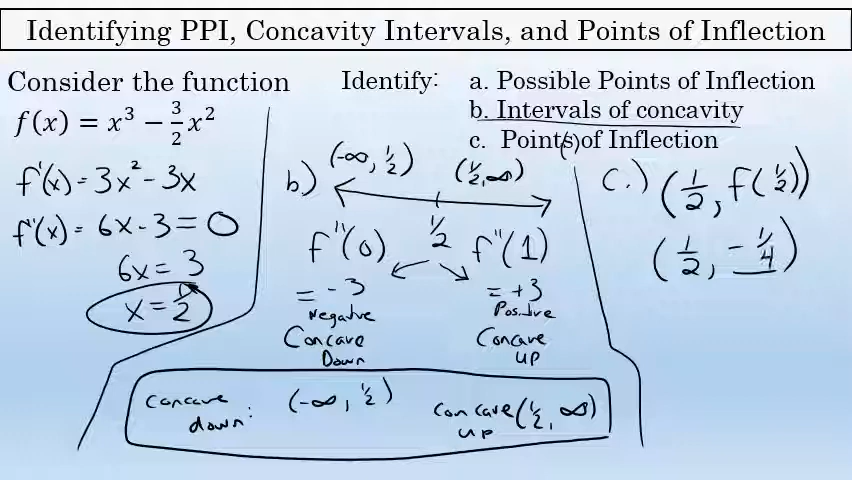 Identifying PPI, Concavity Intervals, and Points of Inflection
Consider the function
f(x) = x³ − 3/2 x²
f'(x) = 3x² - 3x
f''(x) = 6x - 3 = 0
6x = 3
x = 1/2
Identify:
a. Possible Points of Inflection
b. Intervals of concavity
c. Points of Inflection
b)
(-∞, 1/2)
(1/2, ∞)
( )
1/2
f''(0)
f''(1)
= -3
Negative
Concave
Down
= +3
Positive
Concave
UP
Concave
down:
(-∞, 1/2)
Concave
up
(1/2, ∞)
C.) (1/2, f(1/2))
(1/2, -1/4)